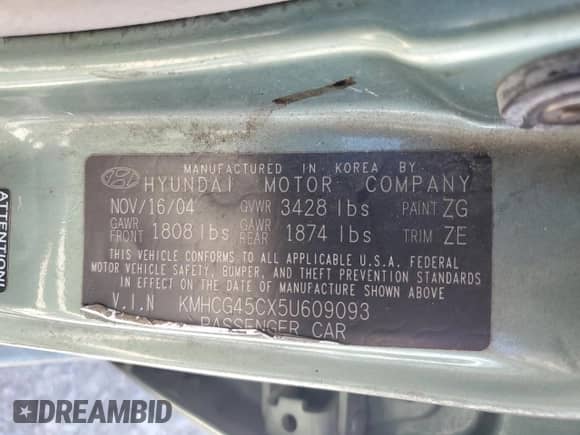 MANUFACTURED IN KOREA BY
HYUNDAI MOTOR COMPANY
NOV/16/04 GVWR 3428 lbs PAINT ZG
GAWR FRONT 1808 lbs GAWR REAR 1874 lbs TRIM ZE
THIS VEHICLE CONFORMS TO ALL APPLICABLE U.S.A. FEDERAL
MOTOR VEHICLE SAFETY, BUMPER, AND THEFT PREVENTION STANDARDS
IN EFFECT ON THE DATE OF MANUFACTURE SHOWN ABOVE
V.I.N KMHCG45CX5U609093
PASSENGER CAR
ATTENTION!
DREAMBID